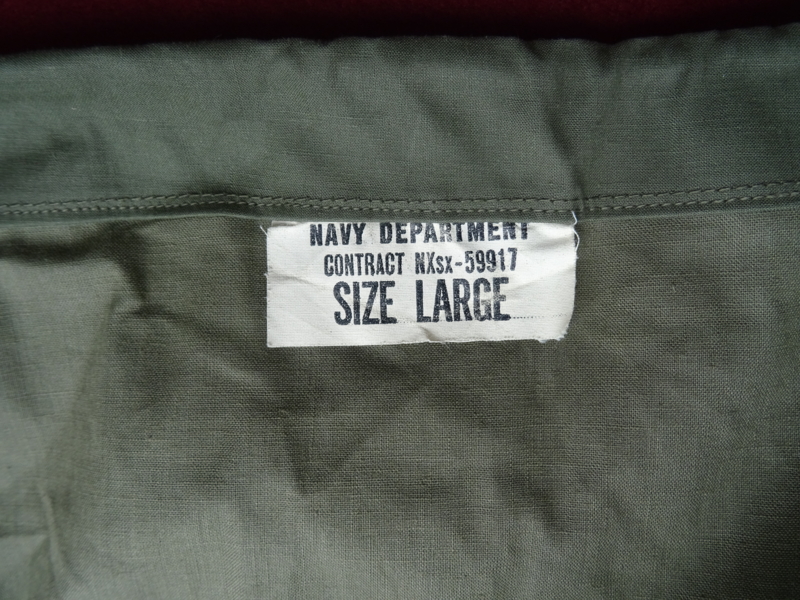 NAVY DEPARTMENT
CONTRACT NXsx-59917
SIZE LARGE